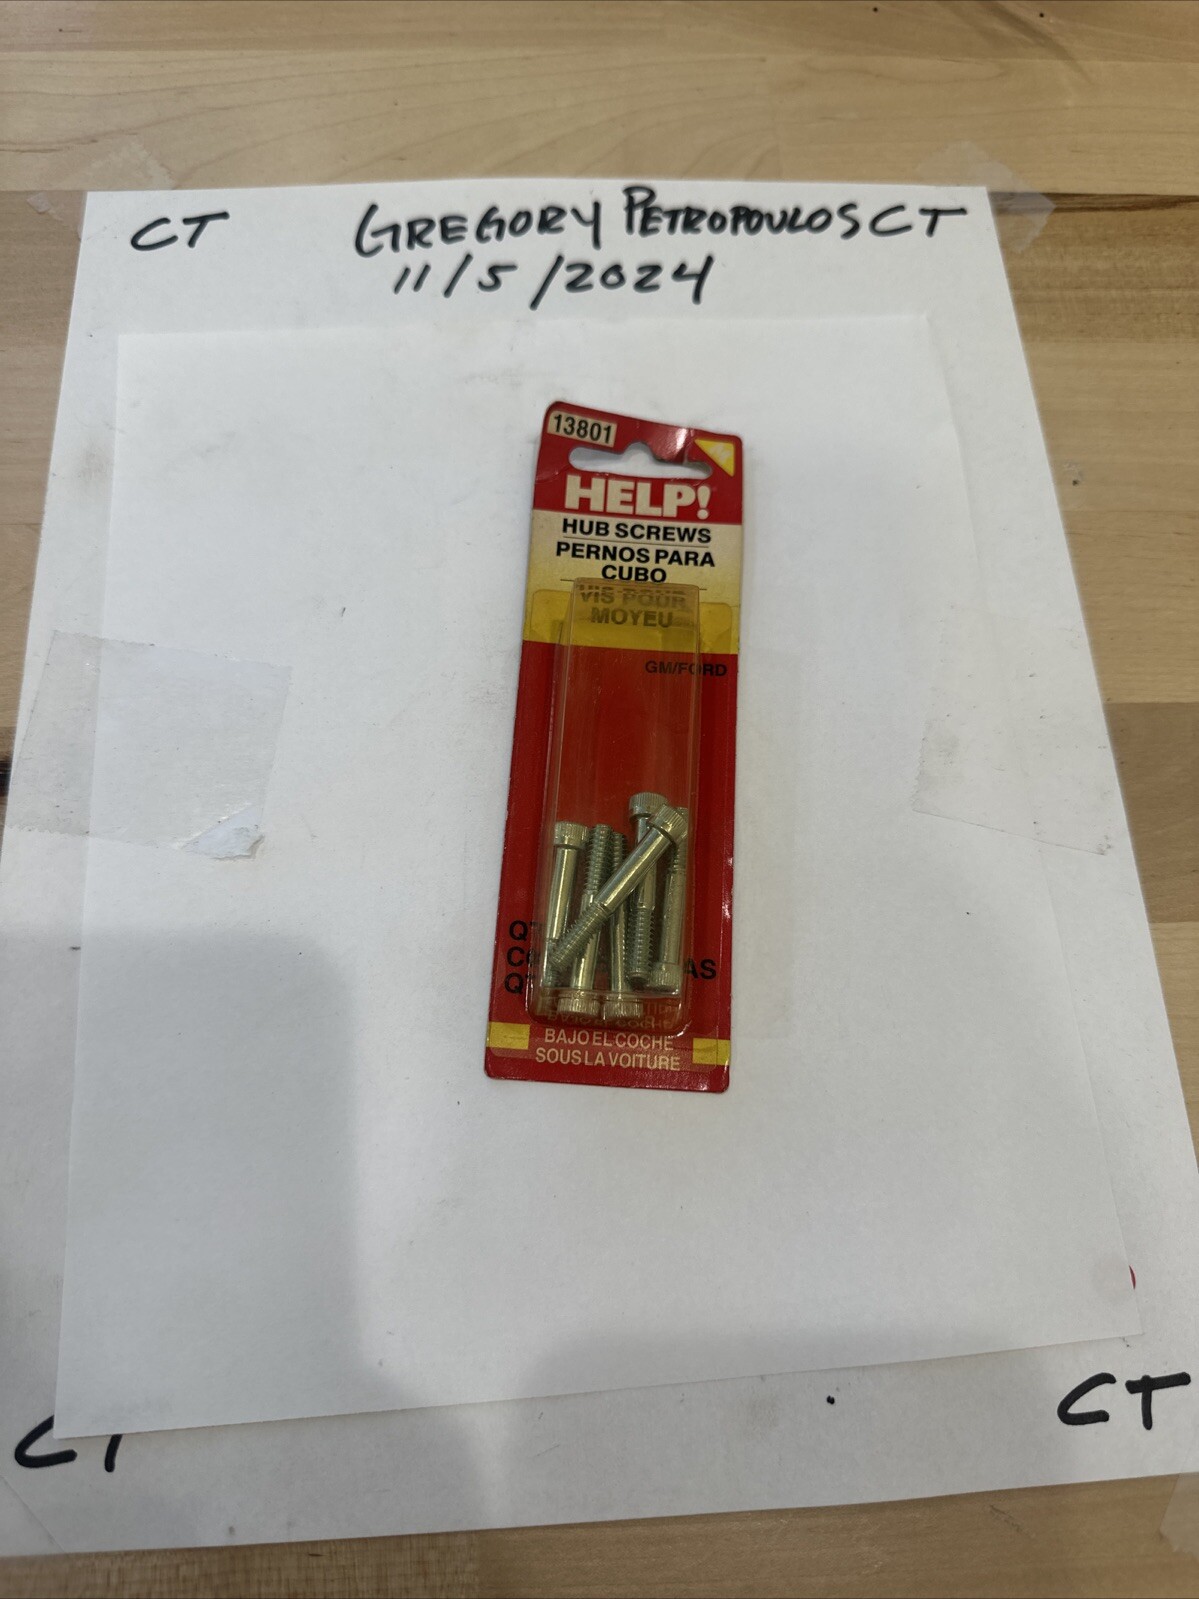 CT GREGORY PETROPOULOS CT
11/5/2024
13801
HELP!
HUB SCREWS
PERNOS PARA
CUBO
VIS POUR
MOYEU
GM/FORD
BAJO EL COCHE
SOUS LA VOITURE
CT
CT